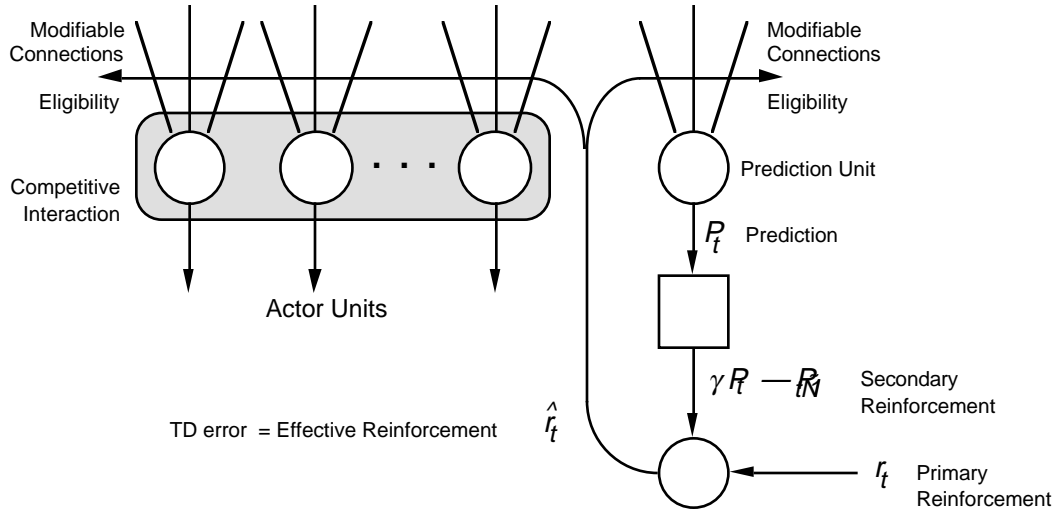 Modifiable
Connections
Eligibility
Modifiable
Connections
Eligibility
. . .
Competitive
Interaction
Prediction Unit
P_t Prediction
Actor Units
γ P_t —
Secondary
Reinforcement
TD error = Effective Reinforcement r̂_t
r_t Primary
Reinforcement